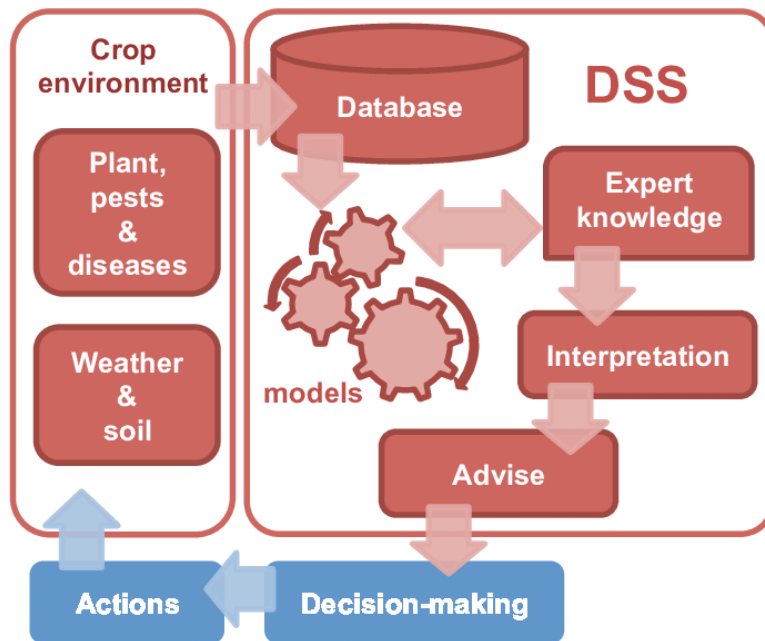 Crop
environment
Plant,
pests
&
diseases
Weather
&
soil
DSS
Database
Expert
knowledge
models
Interpretation
Advise
Actions
Decision-making